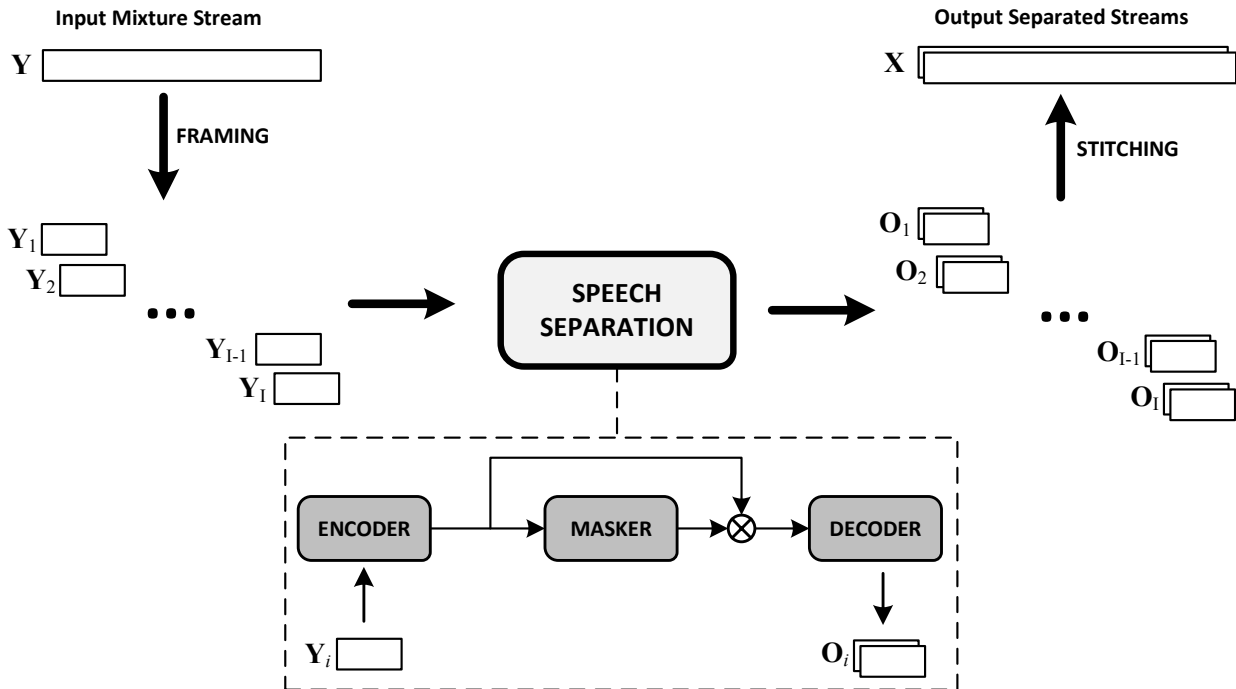 Input Mixture Stream
Output Separated Streams
Y
X
FRAMING
STITCHING
Y1
Y2
...
YI-1
YI
SPEECH
SEPARATION
O1
O2
...
OI-1
OI
ENCODER
MASKER
DECODER
Yi
Oi